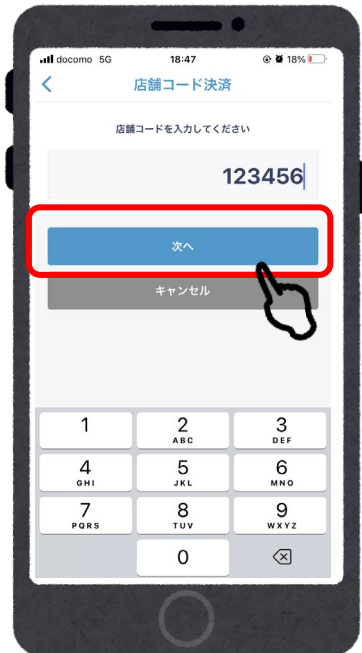 docomo 5G 18:47 18%
店舗コード決済
店舗コードを入力してください
123456
次へ
キャンセル
1 2 3
ABC DEF
4 5 6
GHI JKL MNO
7 8 9
PQRS TUV WXYZ
0